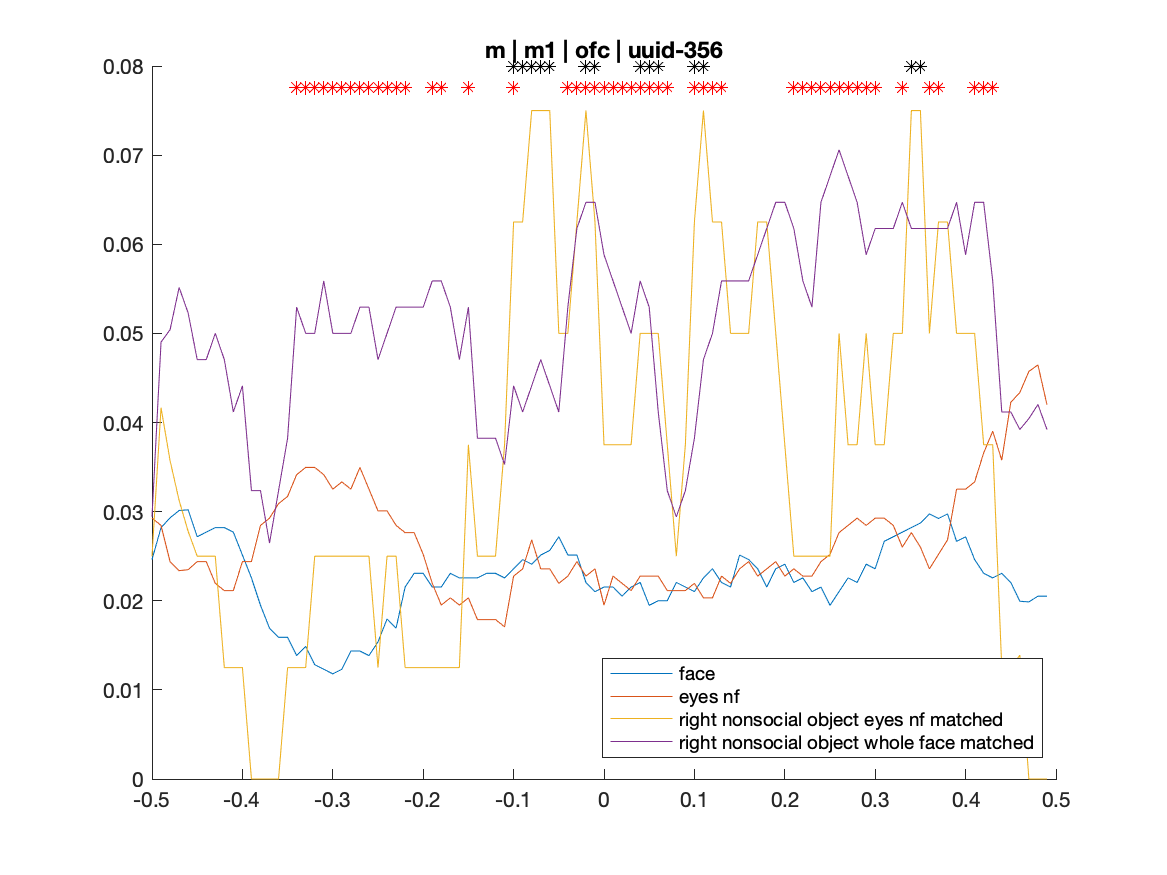 m | m1 | ofc | uuid-356
0.08
0.07
0.06
0.05
0.04
0.03
0.02
0.01
0
face
eyes nf
right nonsocial object eyes nf matched
right nonsocial object whole face matched
-0.5 -0.4 -0.3 -0.2 -0.1 0 0.1 0.2 0.3 0.4 0.5